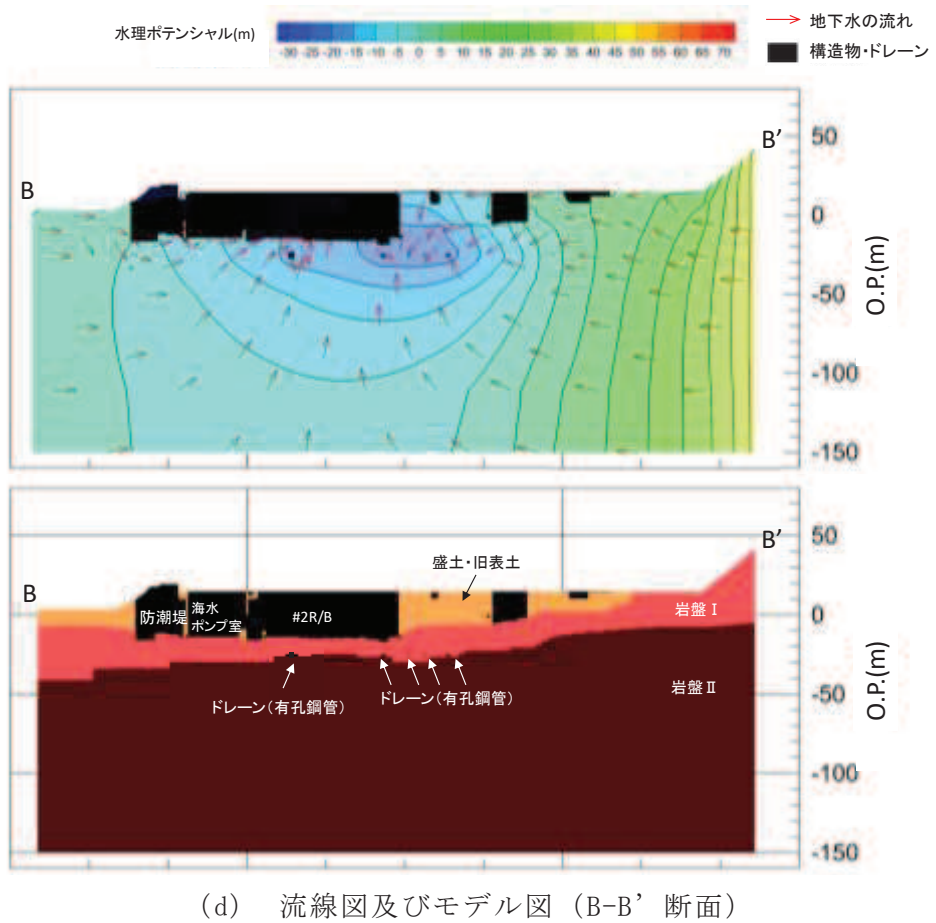 水理ポテンシャル(m)
-30 -25 -20 -15 -10 -5 0 5 10 15 20 25 30 35 40 45 50 55 60 65 70
地下水の流れ
構造物・ドレーン
B
B’
50
0
-50
-100
-150
O.P.(m)
B
B’
盛土・旧表土
防潮堤
海水
ポンプ室
#2R/B
岩盤Ⅰ
ドレーン(有孔鋼管)
ドレーン(有孔鋼管)
岩盤Ⅱ
50
0
-50
-100
-150
O.P.(m)
(d) 流線図及びモデル図 (B-B’断面)